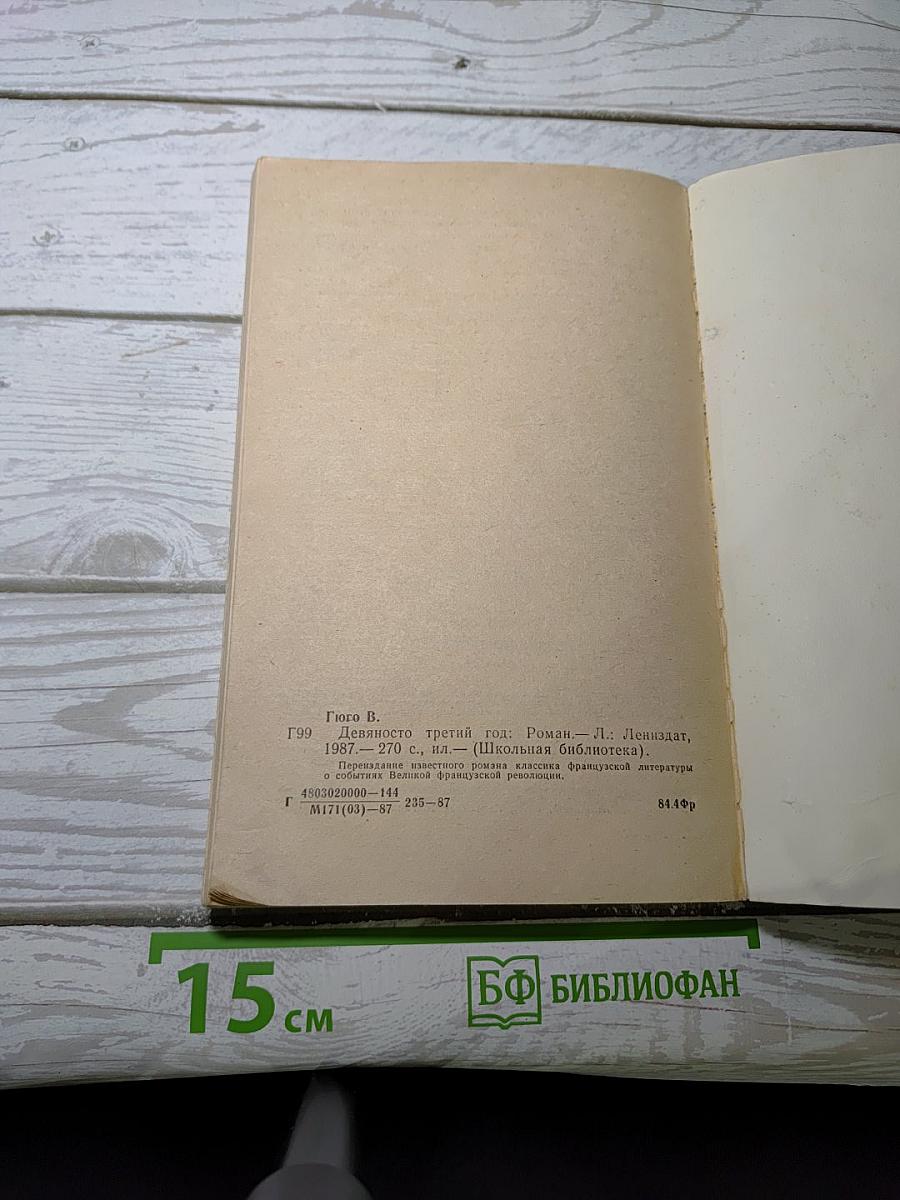 Гюго В.
Г99 Девяносто третий год: Роман.— Л.: Лениздат,
1987.— 270 с., ил.— (Школьная библиотека).
Переиздание известного романа классика французской литературы
о событиях Великой французской революции.
Г 4803020000—144 235—87 84.4Фр
М171(03)—87
15 см БФ БИБЛИОФАН